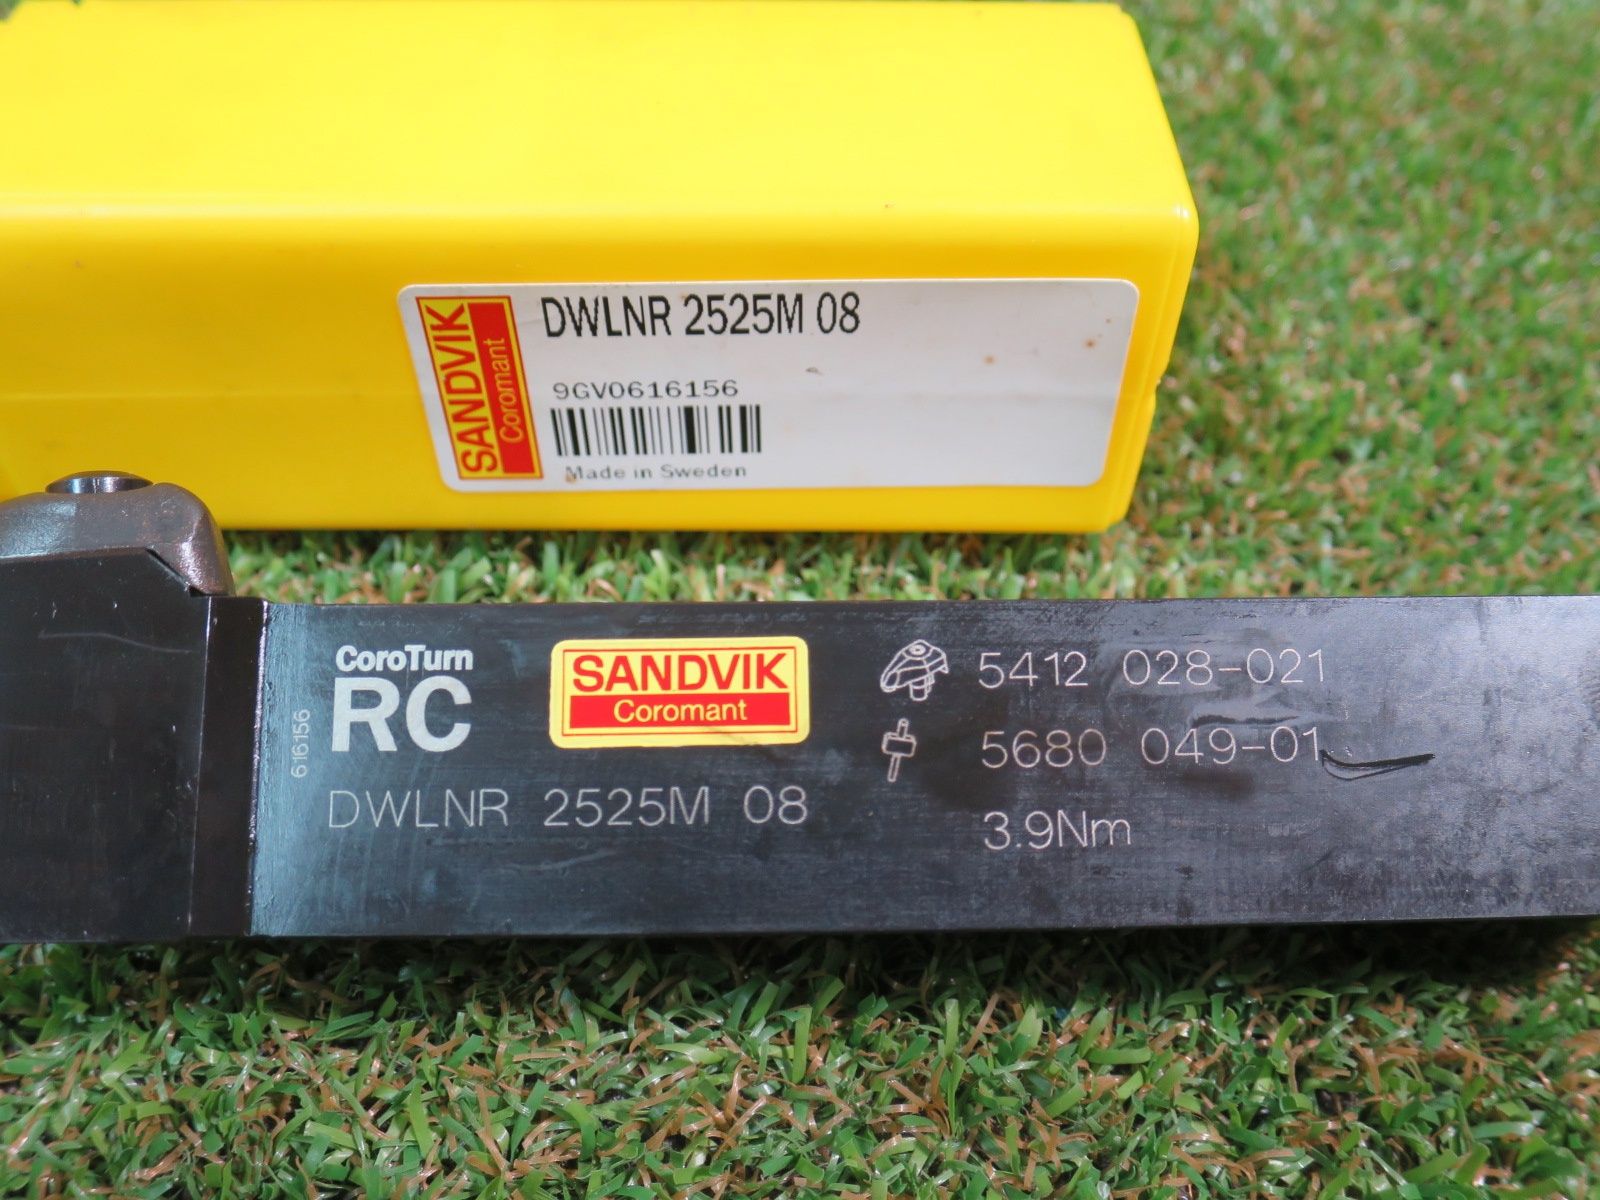 SANDVIK
Coromant
DWLNR 2525M 08
9GV0616156
Made in Sweden
616156
CoroTurn
RC
SANDVIK
Coromant
DWLNR 2525M 08
5412 028-021
5680 049-01
3.9Nm